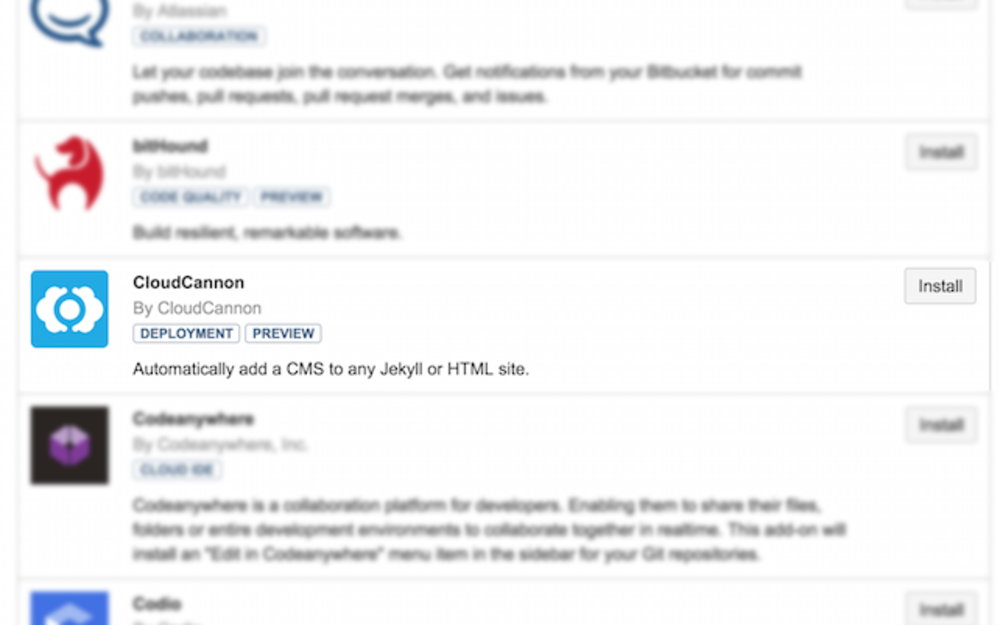 By Atlassian
COLLABORATION
Let your codebase join the conversation. Get notifications from your Bitbucket for commit
pushes, pull requests, pull request merges, and issues.
bitHound
Install
By bitHound
CODE QUALITY PREVIEW
Build resilient, remarkable software.
CloudCannon
Install
By CloudCannon
DEPLOYMENT PREVIEW
Automatically add a CMS to any Jekyll or HTML site.
Codeanywhere
Install
By Codeanywhere, Inc.
CLOUD IDE
Codeanywhere is a collaboration platform for developers. Enabling them to share their files,
folders or entire development environments to collaborate together in realtime. This add-on will
install an "Edit in Codeanywhere" menu item in the sidebar for your Git repositories.
Codio
Install